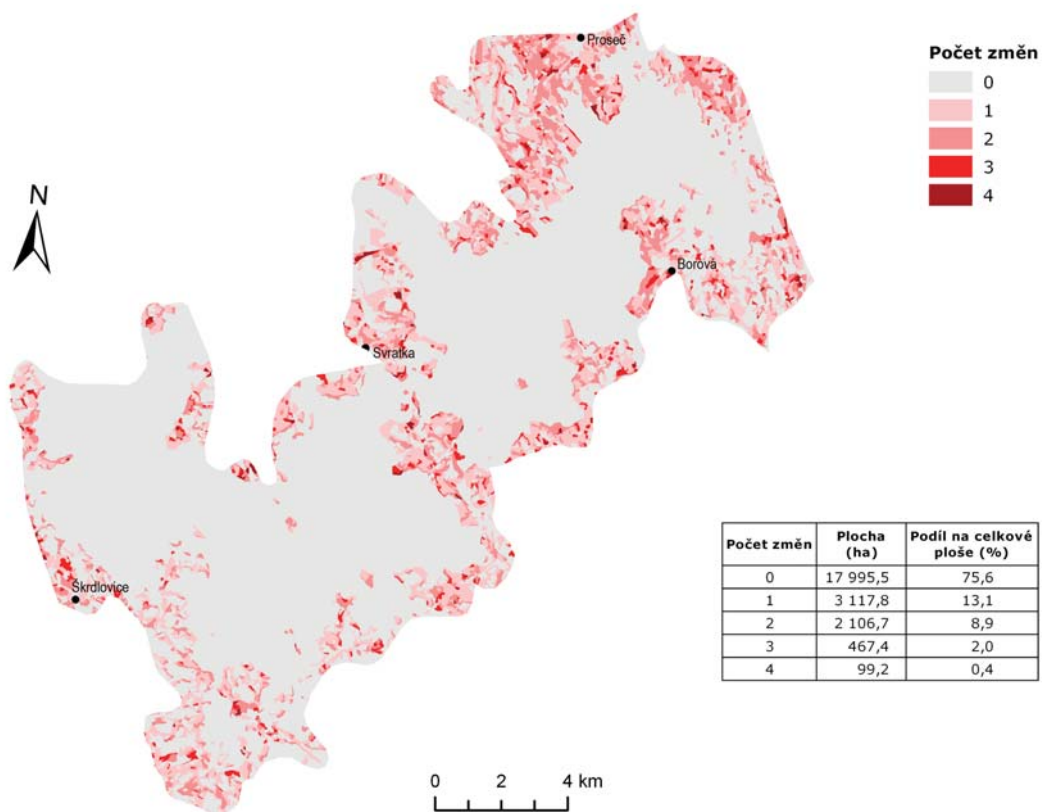 Proseč
Počet změn
0
1
2
3
4
N
Borová
Svratka
Škrdlovice
Počet změn Plocha (ha) Podíl na celkové ploše (%)
0 17 995,5 75,6
1 3 117,8 13,1
2 2 106,7 8,9
3 467,4 2,0
4 99,2 0,4
0 2 4 km